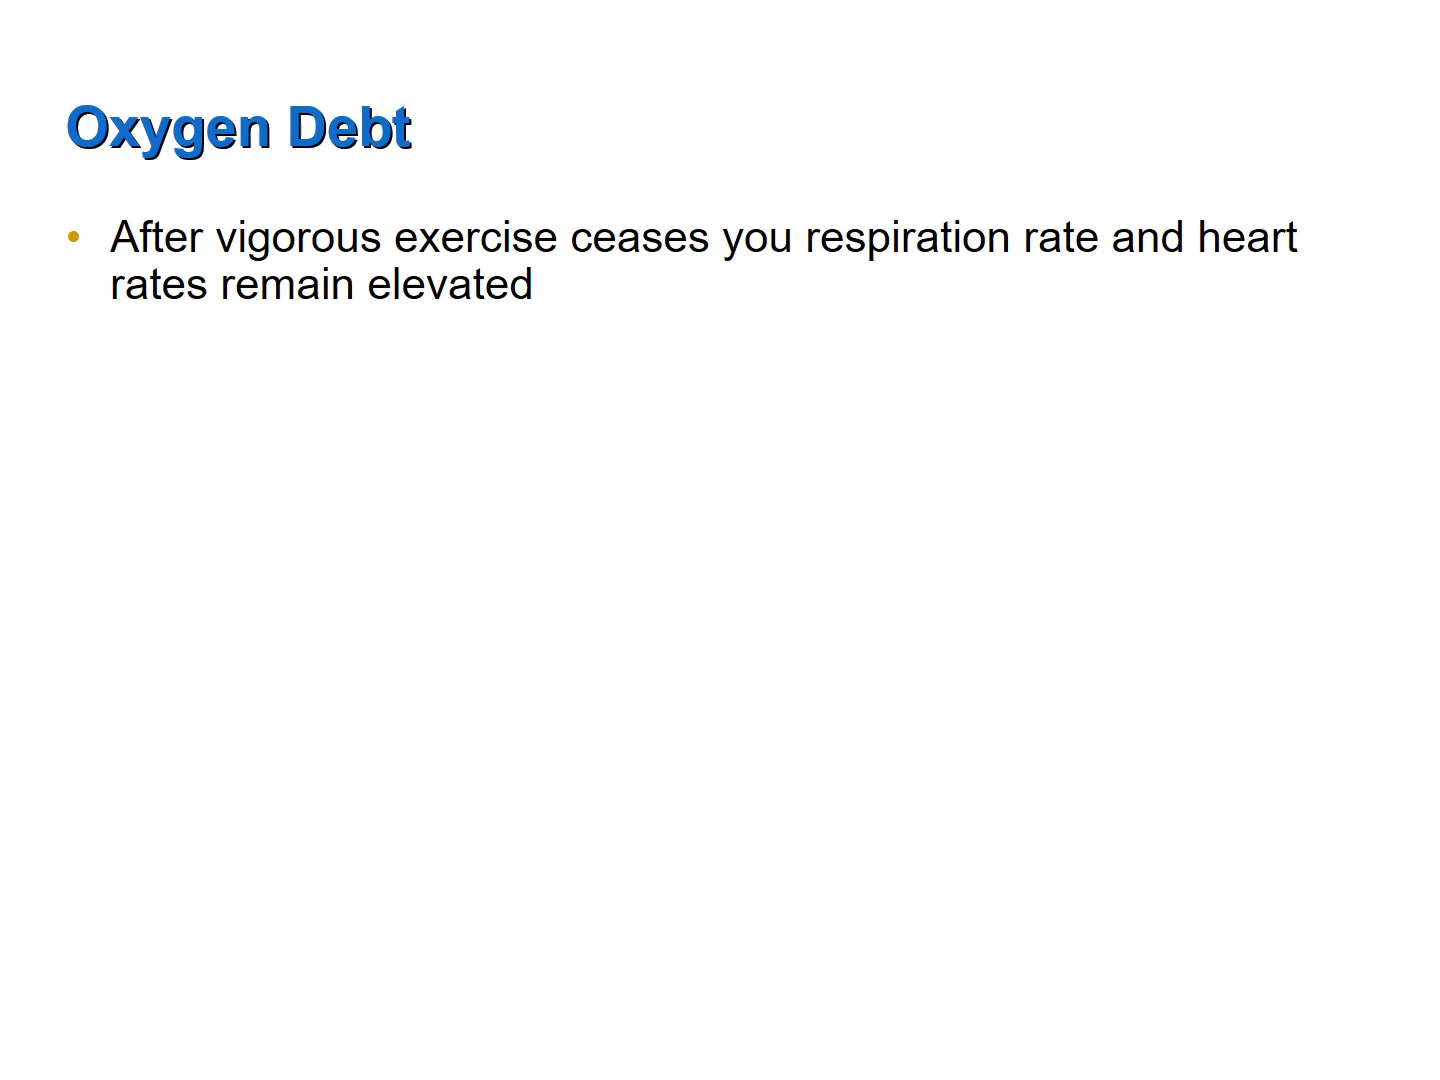 Oxygen Debt
• After vigorous exercise ceases you respiration rate and heart
rates remain elevated